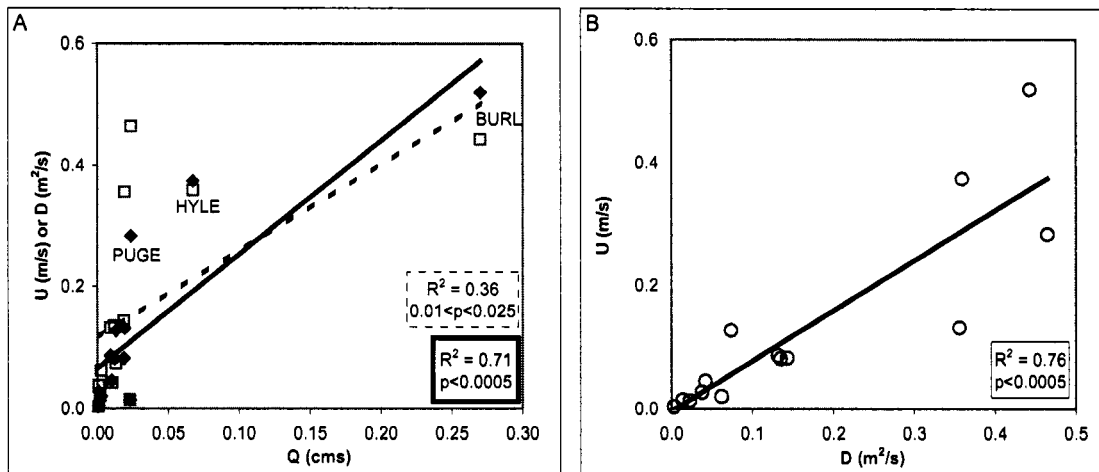 A
0.6
0.4
0.2
0.0
U (m/s) or D (m²/s)
BURL
HYLE
PUGE
R² = 0.36
0.01<p<0.025
R² = 0.71
p<0.0005
0.00 0.05 0.10 0.15 0.20 0.25 0.30
Q (cms)
B
0.6
0.4
0.2
0.0
U (m/s)
R² = 0.76
p<0.0005
0.0 0.1 0.2 0.3 0.4 0.5
D (m²/s)